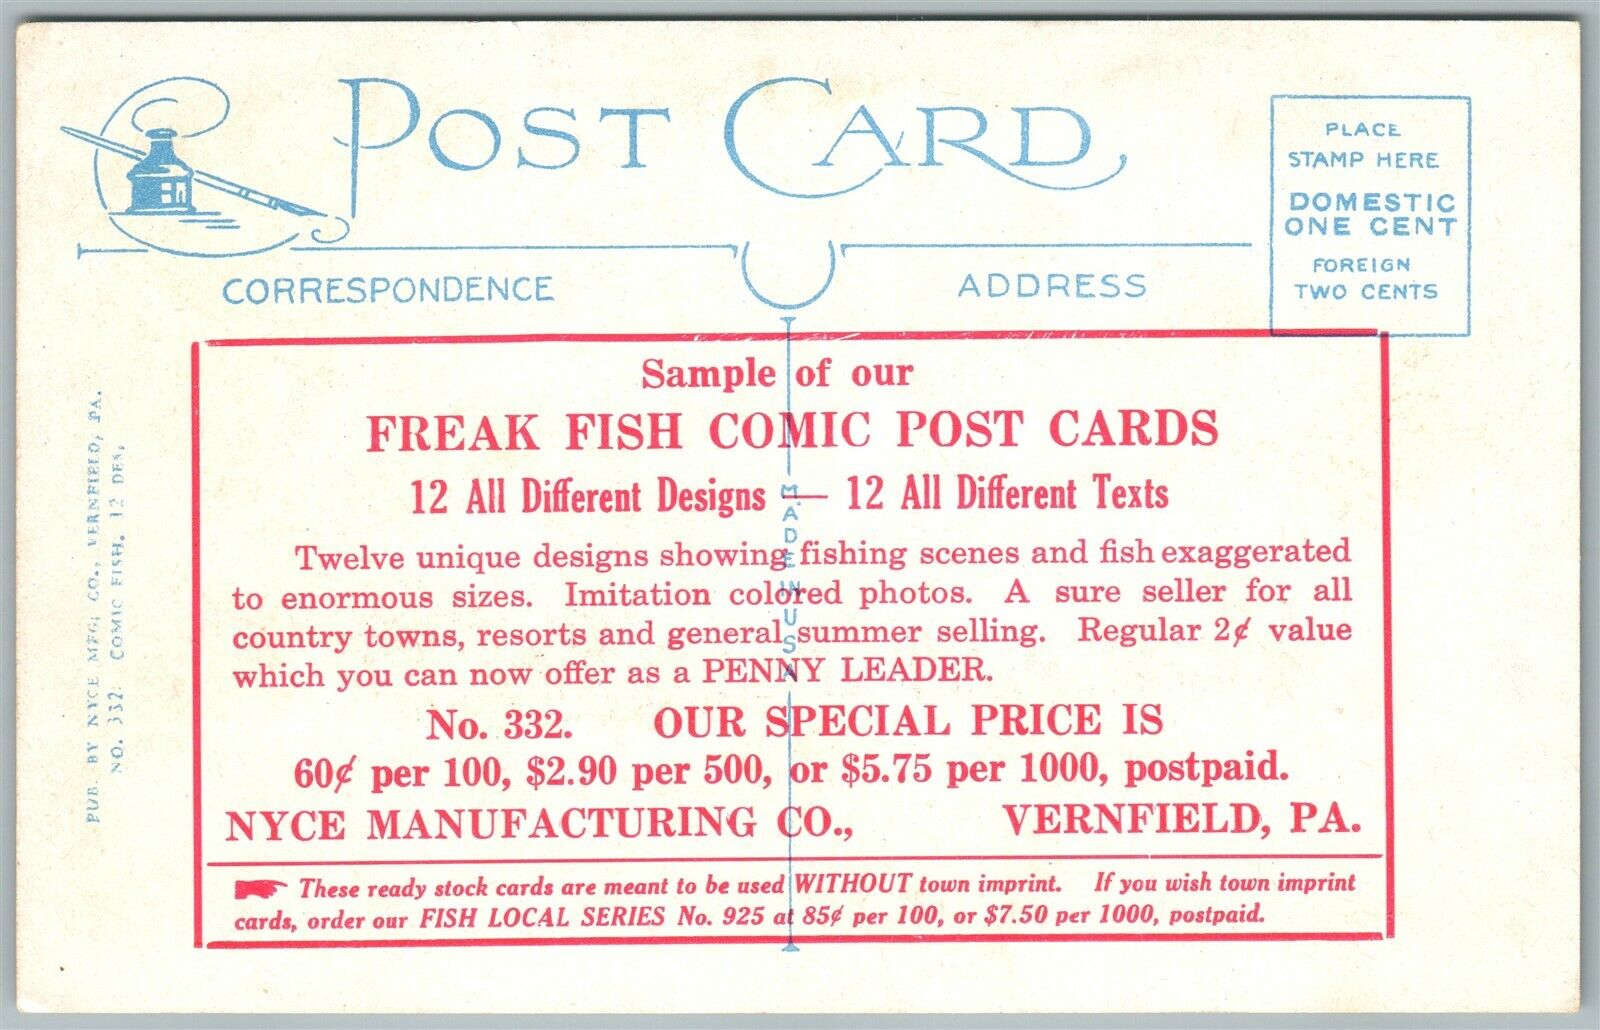 POST CARD
PLACE
STAMP HERE
DOMESTIC
ONE CENT
FOREIGN
TWO CENTS
CORRESPONDENCE
ADDRESS
Sample of our
FREAK FISH COMIC POST CARDS
12 All Different Designs — 12 All Different Texts
Twelve unique designs showing fishing scenes and fish exaggerated
to enormous sizes. Imitation colored photos. A sure seller for all
country towns, resorts and general summer selling. Regular 2¢ value
which you can now offer as a PENNY LEADER.
No. 332. OUR SPECIAL PRICE IS
60¢ per 100, $2.90 per 500, or $5.75 per 1000, postpaid.
NYCE MANUFACTURING CO., VERNFIELD, PA.
These ready stock cards are meant to be used WITHOUT town imprint. If you wish town imprint
cards, order our FISH LOCAL SERIES No. 925 at 85¢ per 100, or $7.50 per 1000, postpaid.
MADE IN USA
PUB. BY NYCE MFG. CO., VERNFIELD, PA.
NO. 332. COMIC FISH. 12 DES.